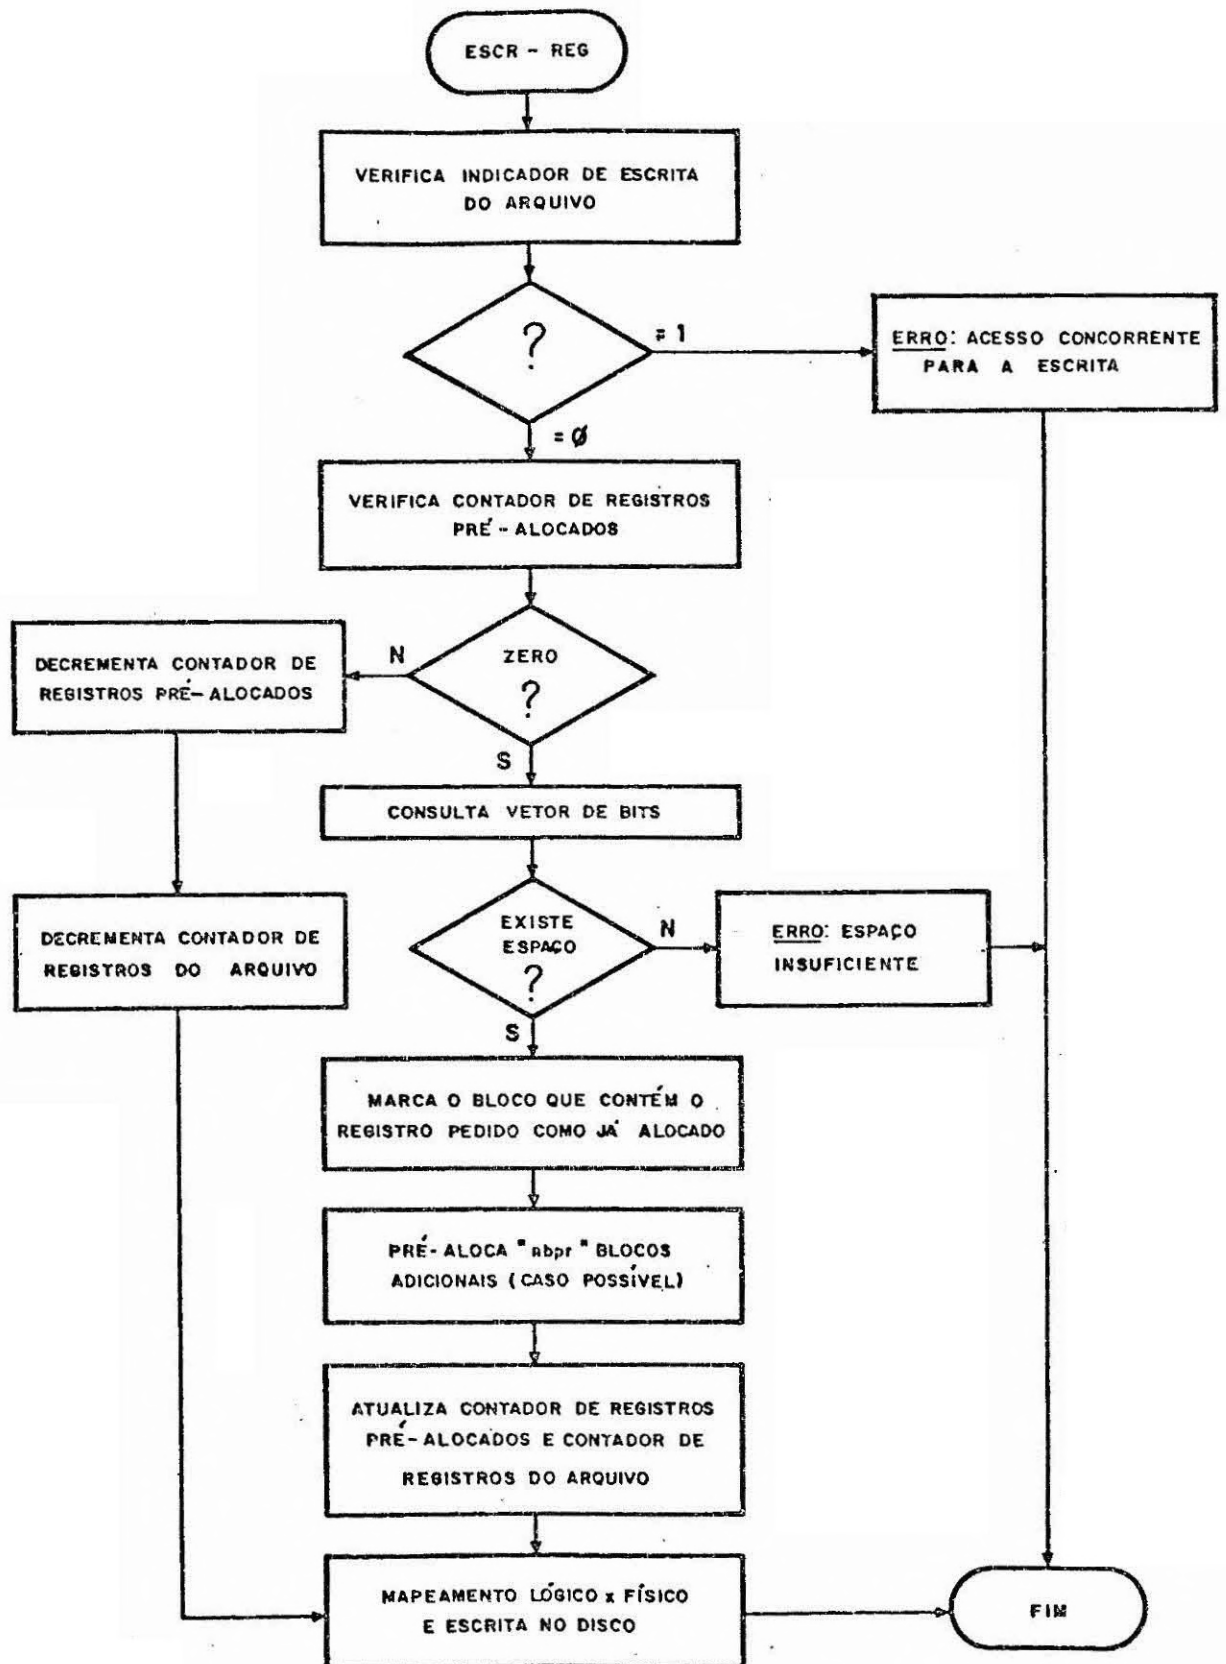 ESCR - REG
VERIFICA INDICADOR DE ESCRITA
DO ARQUIVO
?
= 1
ERRO: ACESSO CONCORRENTE
PARA A ESCRITA
= Ø
VERIFICA CONTADOR DE REGISTROS
PRÉ - ALOCADOS
ZERO
?
N
DECREMENTA CONTADOR DE
REGISTROS PRÉ- ALOCADOS
S
CONSULTA VETOR DE BITS
DECREMENTA CONTADOR DE
REGISTROS DO ARQUIVO
EXISTE
ESPAÇO
?
N
ERRO: ESPAÇO
INSUFICIENTE
S
MARCA O BLOCO QUE CONTÉM O
REGISTRO PEDIDO COMO JÁ ALOCADO
PRÉ- ALOCA "nbpr" BLOCOS
ADICIONAIS (CASO POSSÍVEL)
ATUALIZA CONTADOR DE REGISTROS
PRÉ-ALOCADOS E CONTADOR DE
REGISTROS DO ARQUIVO
MAPEAMENTO LÓGICO x FÍSICO
E ESCRITA NO DISCO
FIM